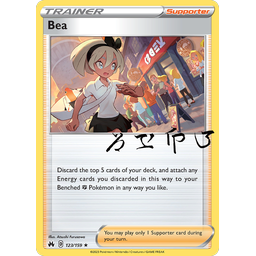 TRAINER
Supporter
Bea
Discard the top 5 cards of your deck, and attach any
Energy cards you discarded in this way to your
Benched Pokémon in any way you like.
123/159
You may play only 1 Supporter card during
your turn.